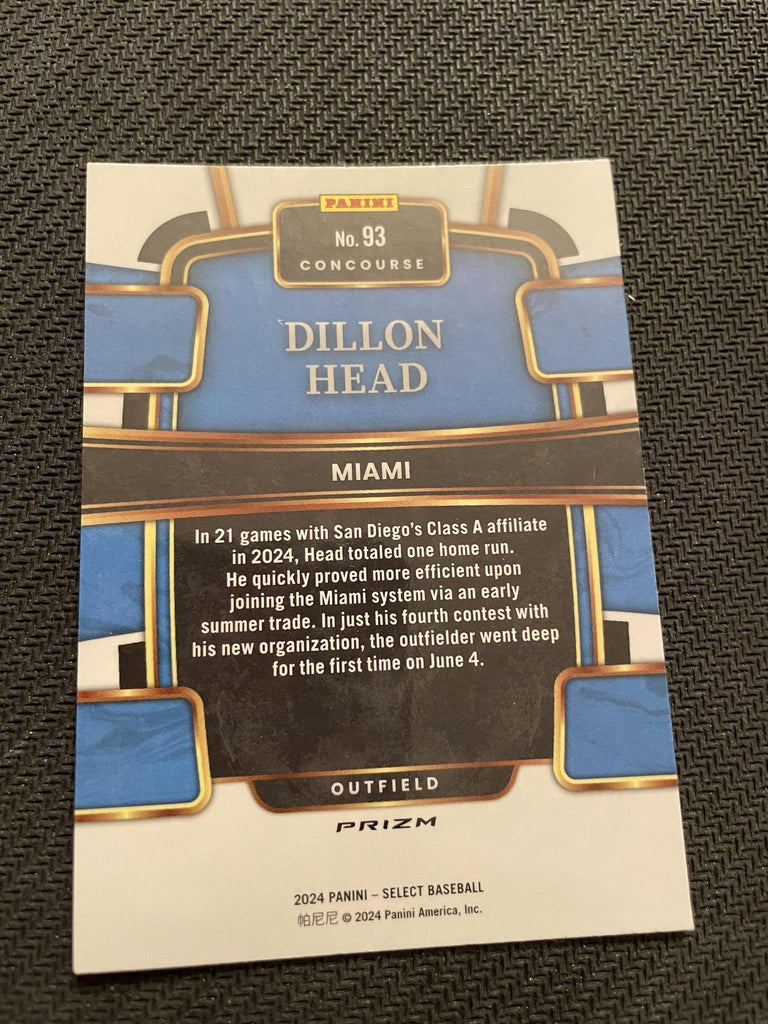 PANINI
No. 93
CONCOURSE
DILLON
HEAD
MIAMI
In 21 games with San Diego's Class A affiliate
in 2024, Head totaled one home run.
He quickly proved more efficient upon
joining the Miami system via an early
summer trade. In just his fourth contest with
his new organization, the outfielder went deep
for the first time on June 4.
OUTFIELD
PRIZM
2024 PANINI – SELECT BASEBALL
帕尼尼 © 2024 Panini America, Inc.